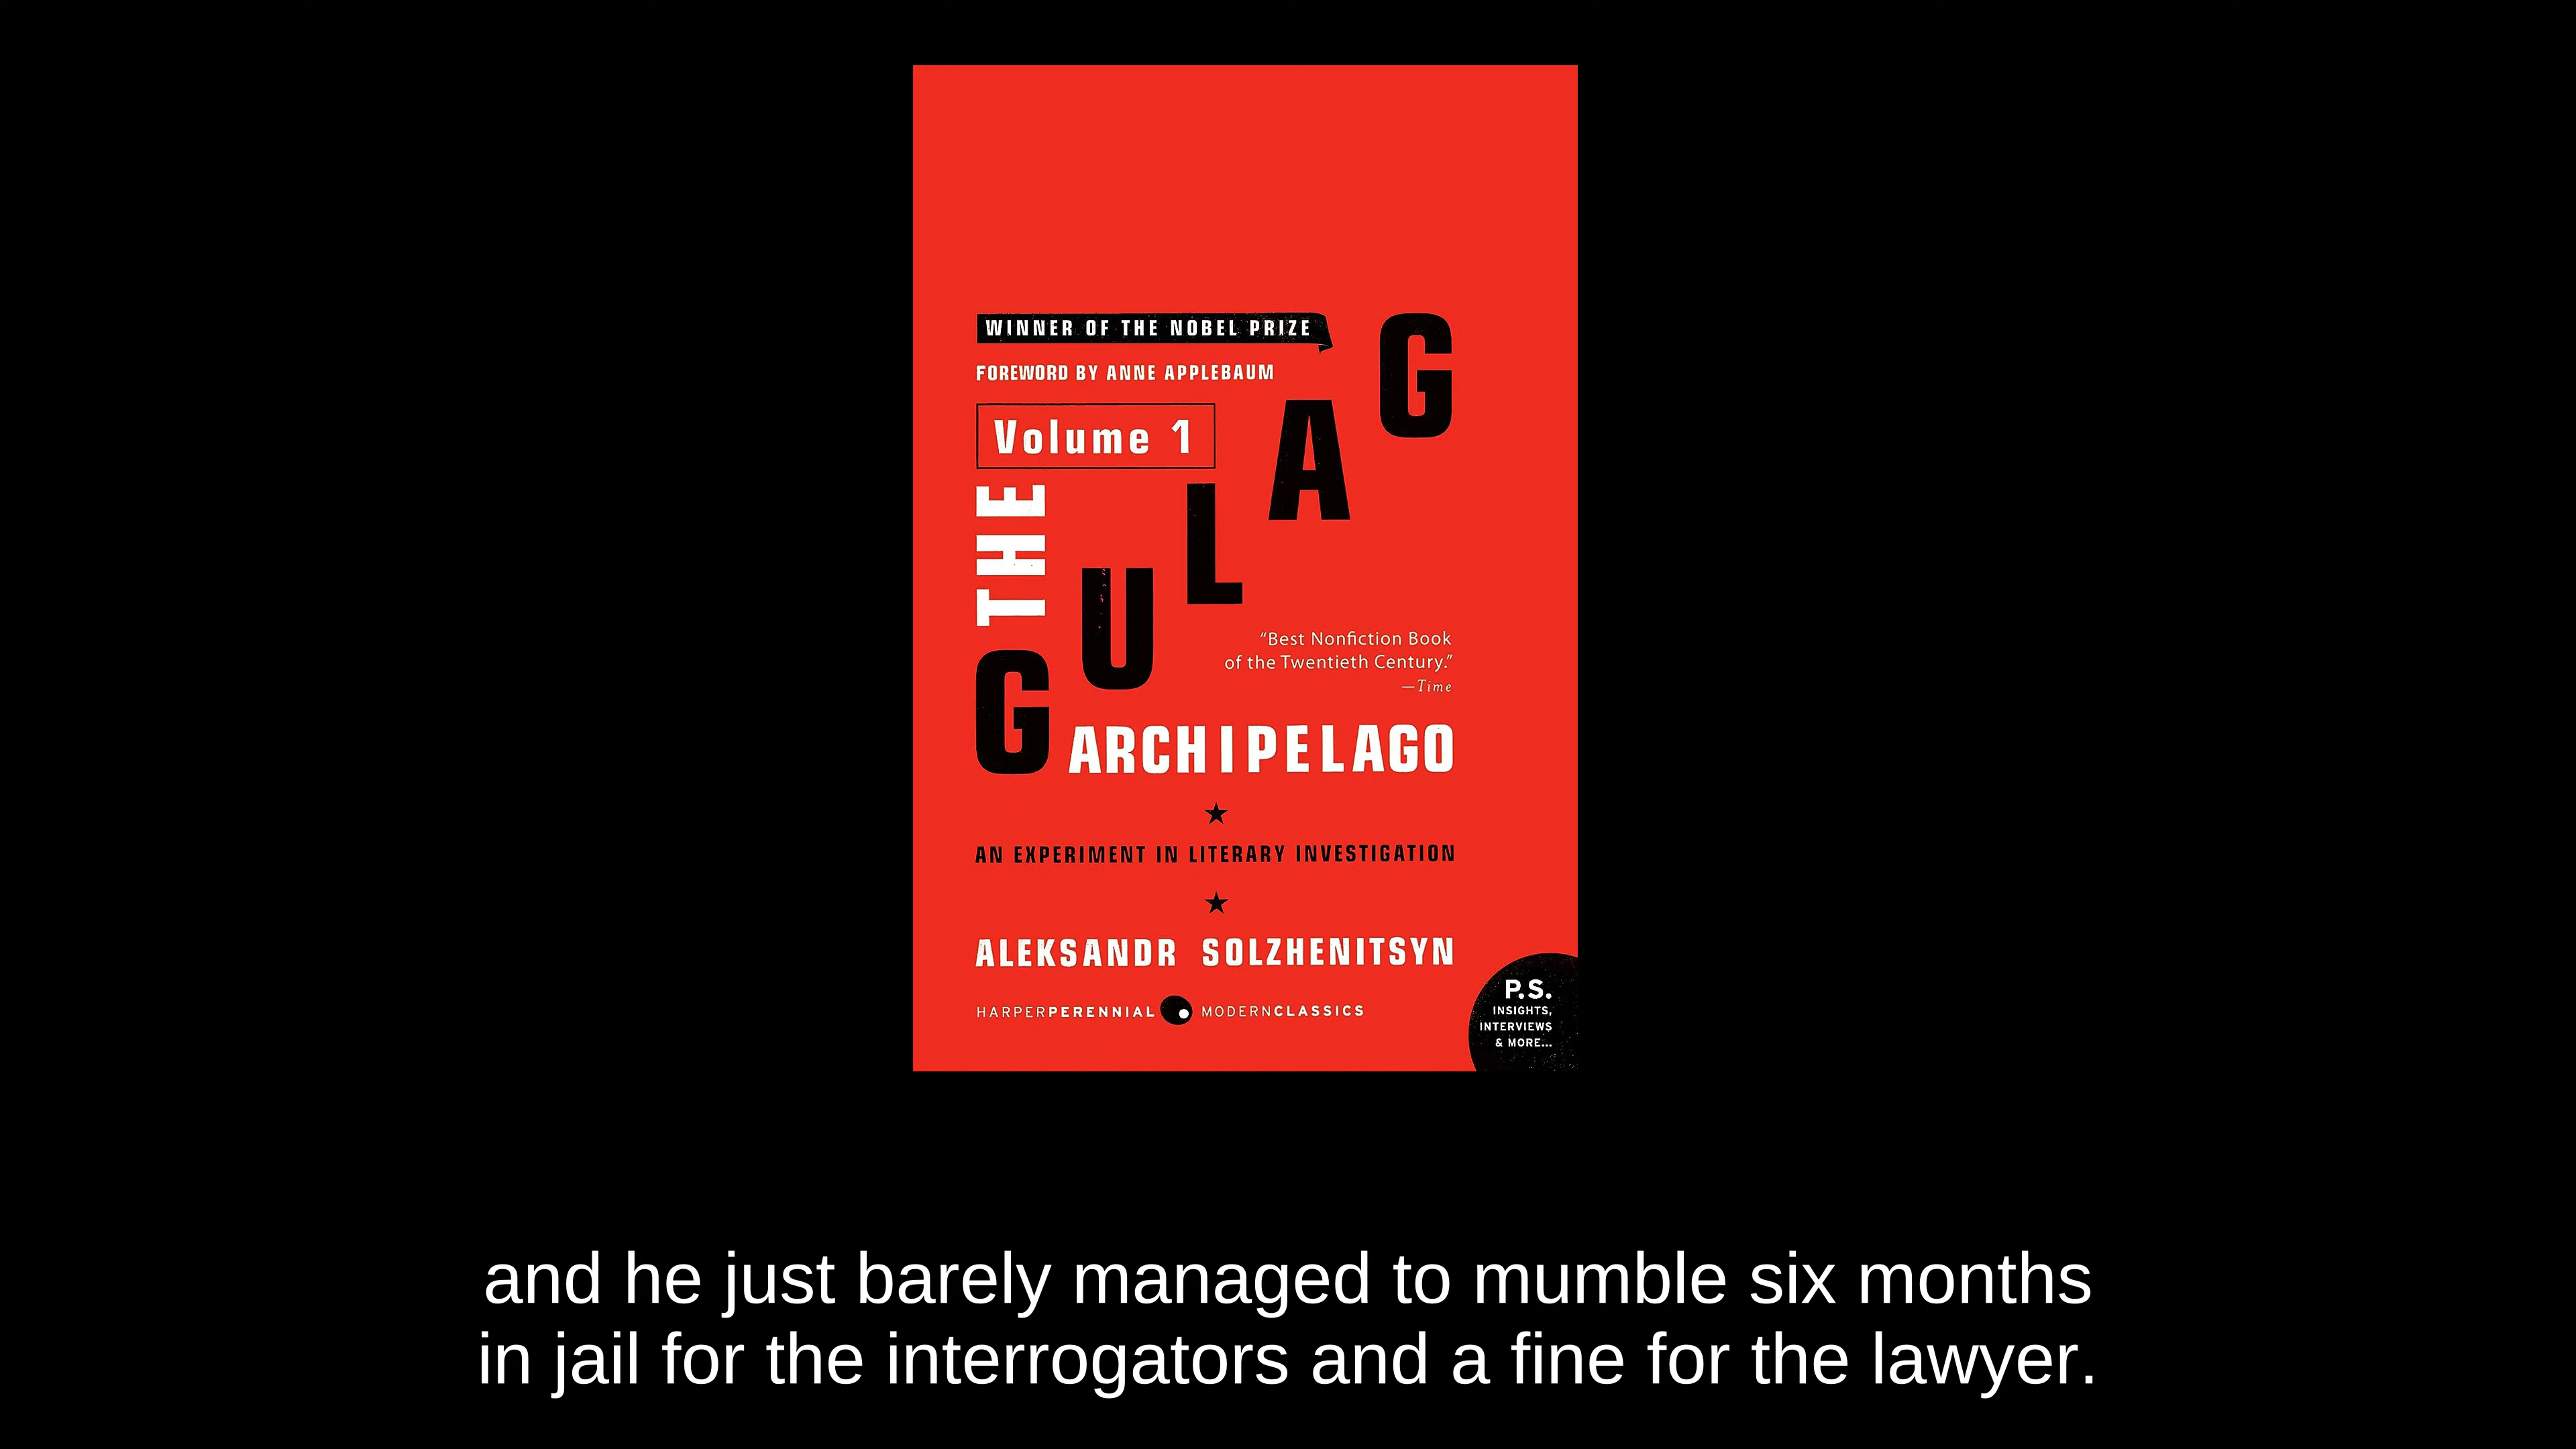 WINNER OF THE NOBEL PRIZE
FOREWORD BY ANNE APPLEBAUM
Volume 1
THE
GULAG
"Best Nonfiction Book
of the Twentieth Century."
—Time
ARCHIPELAGO
AN EXPERIMENT IN LITERARY INVESTIGATION
ALEKSANDR SOLZHENITSYN
HARPERPERENNIAL MODERNCLASSICS
P.S.
INSIGHTS,
INTERVIEWS
& MORE...
and he just barely managed to mumble six months
in jail for the interrogators and a fine for the lawyer.